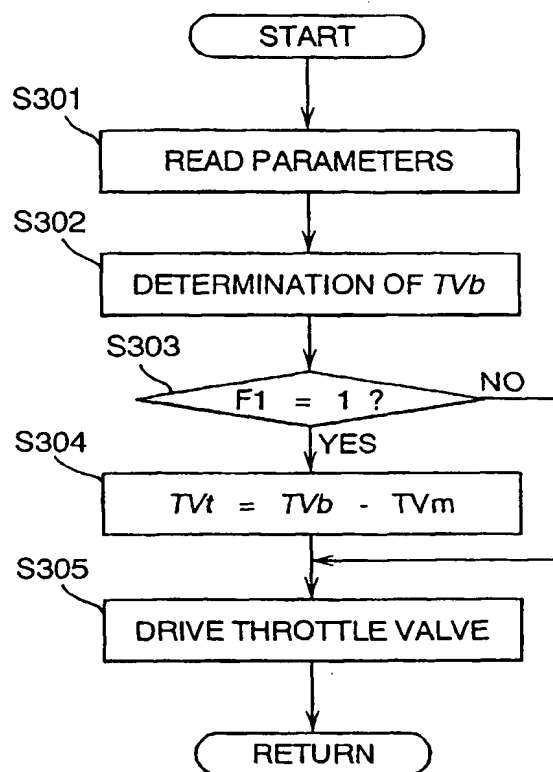 START
S301
READ PARAMETERS
S302
DETERMINATION OF TVb
S303
F1 = 1 ?
NO
YES
S304
TVt = TVb - TVm
S305
DRIVE THROTTLE VALVE
RETURN